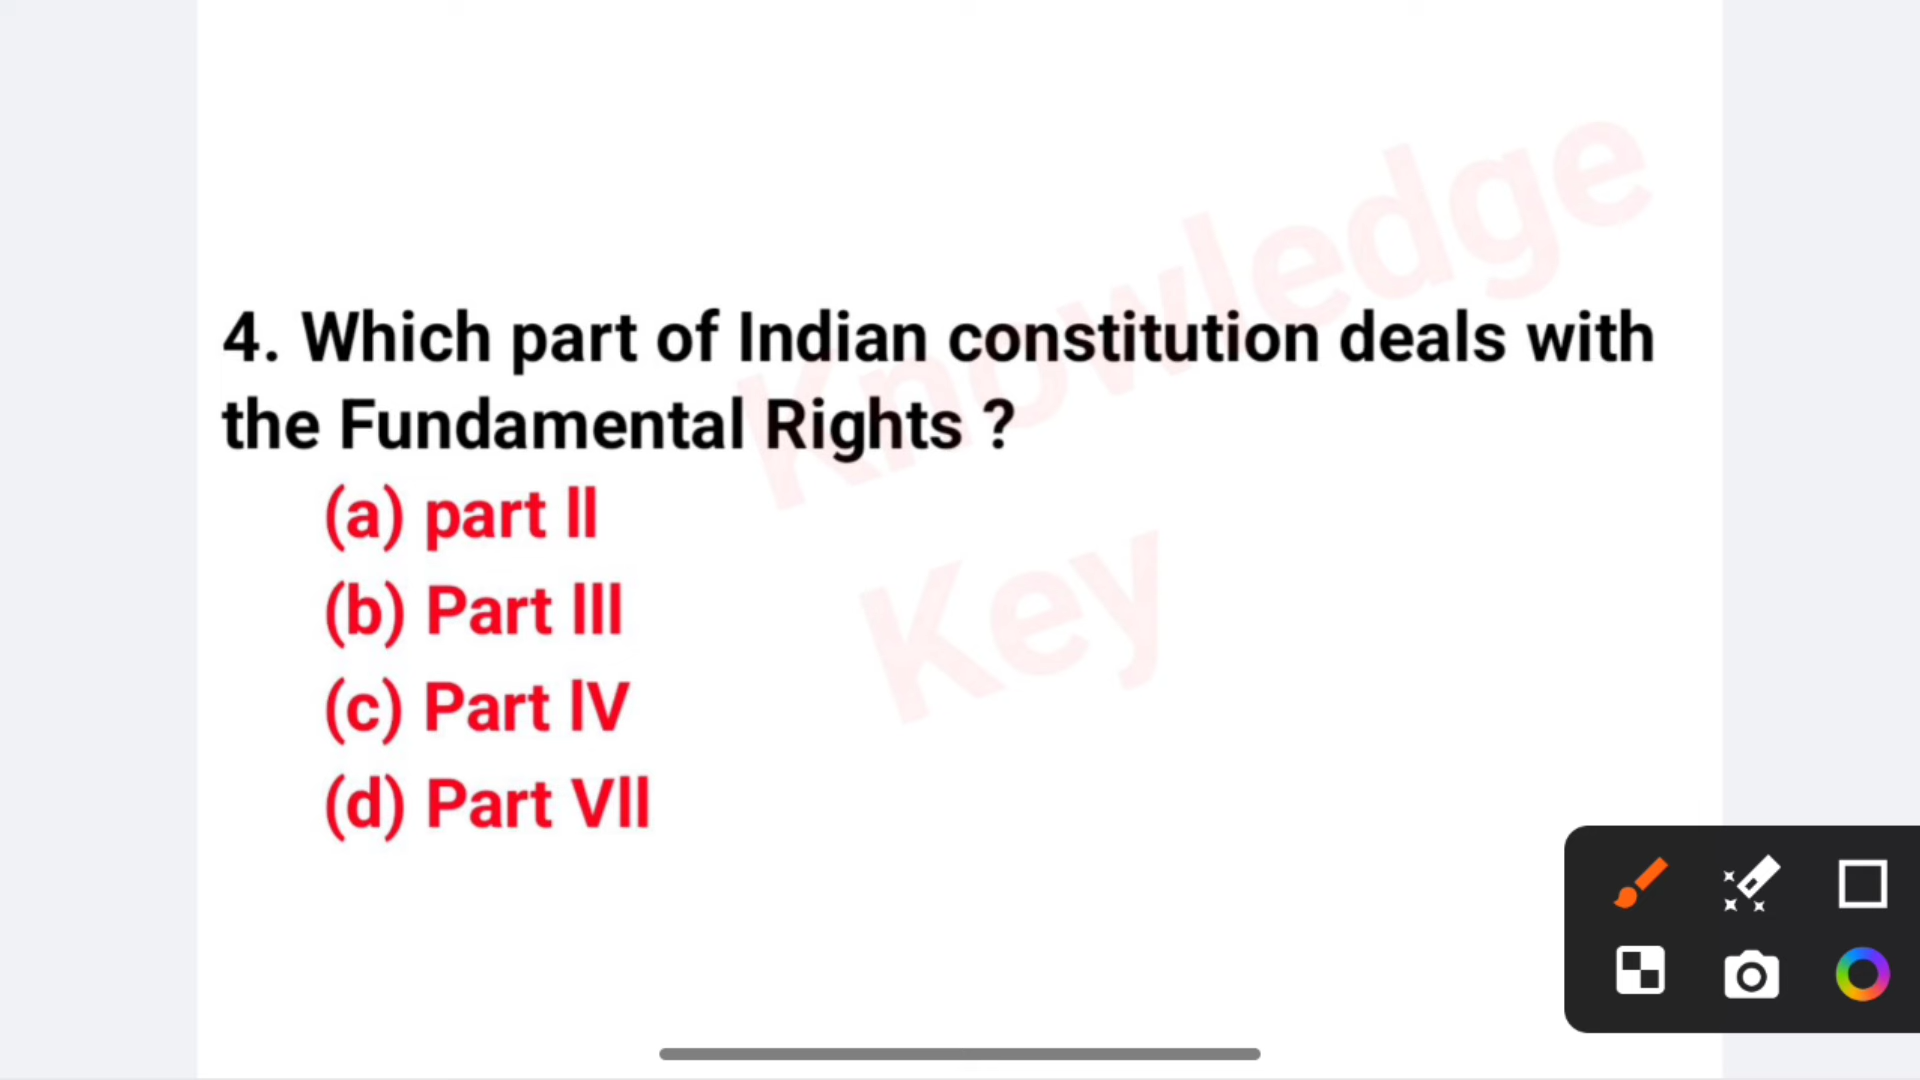 Knowledge
Key
4. Which part of Indian constitution deals with
the Fundamental Rights ?
(a) part II
(b) Part III
(c) Part IV
(d) Part VII